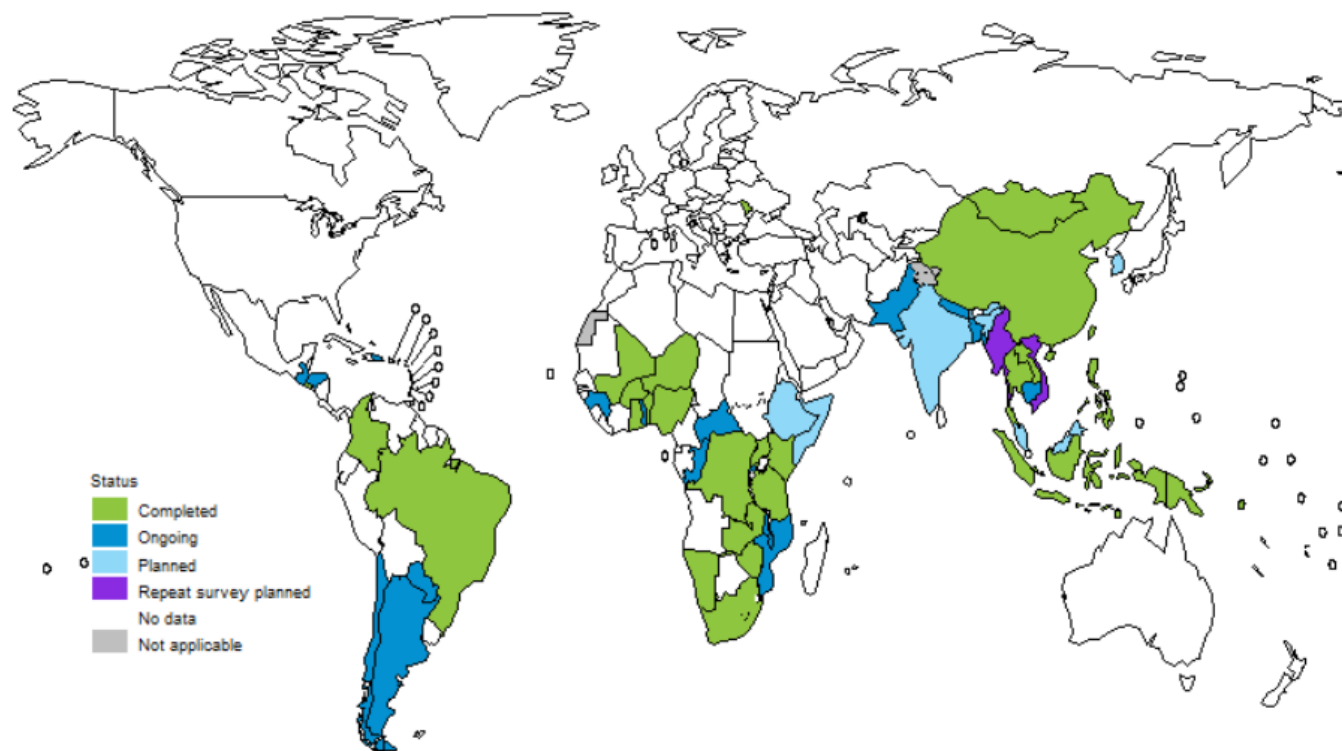 Status
Completed
Ongoing
Planned
Repeat survey planned
No data
Not applicable